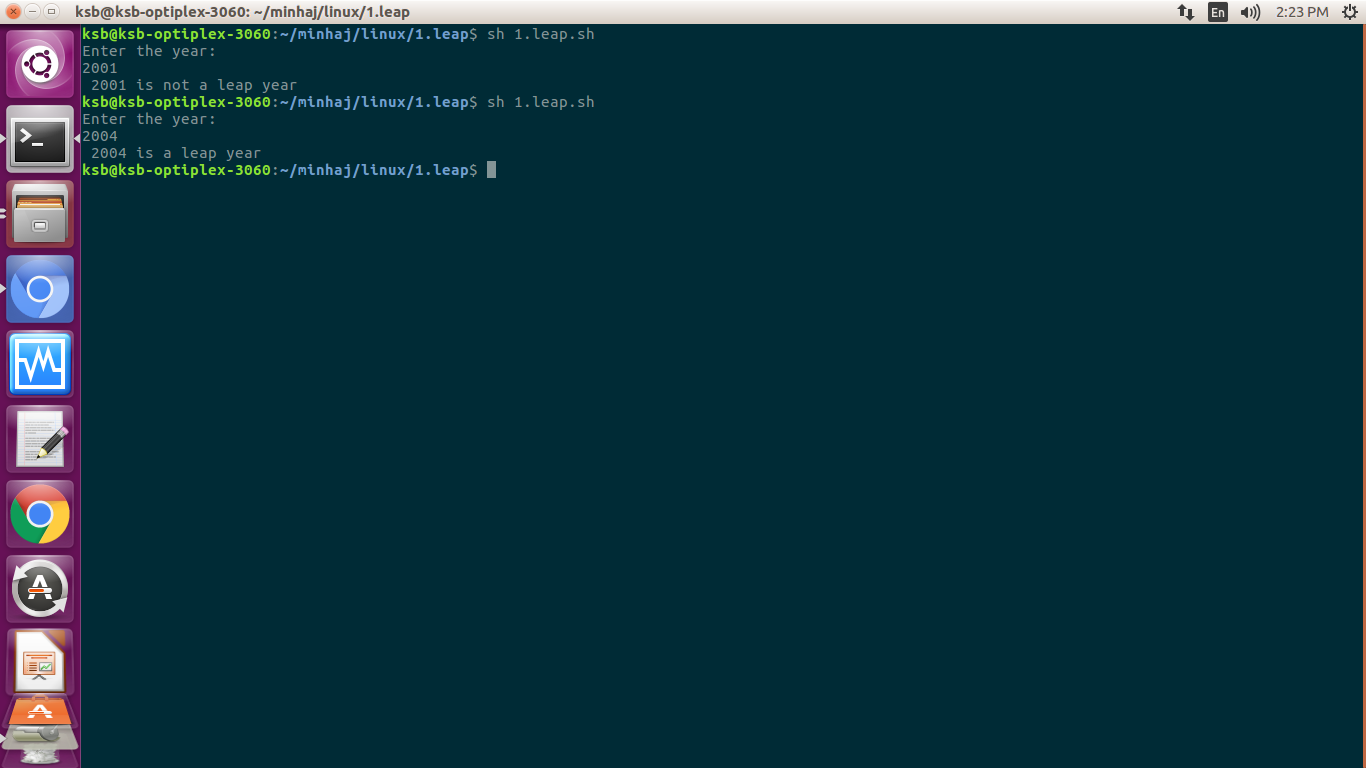 ksb@ksb-optiplex-3060: ~/minhaj/linux/1.leap
En
2:23 PM
ksb@ksb-optiplex-3060:~/minhaj/linux/1.leap$ sh 1.leap.sh
Enter the year:
2001
 2001 is not a leap year
ksb@ksb-optiplex-3060:~/minhaj/linux/1.leap$ sh 1.leap.sh
Enter the year:
2004
 2004 is a leap year
ksb@ksb-optiplex-3060:~/minhaj/linux/1.leap$